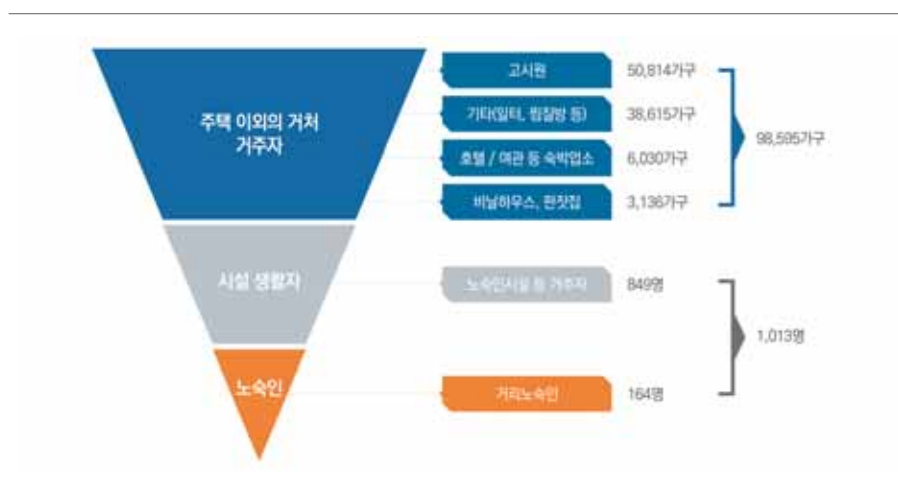 주택 이외의 거처
거주자
고시원 50,814가구
기타(일터, 찜질방 등) 38,615가구
호텔 / 여관 등 숙박업소 6,030가구
비닐하우스, 판잣집 3,136가구
98,595가구
시설 생활자
노숙인시설 등 거주자 849명
1,013명
노숙인
거리노숙인 164명